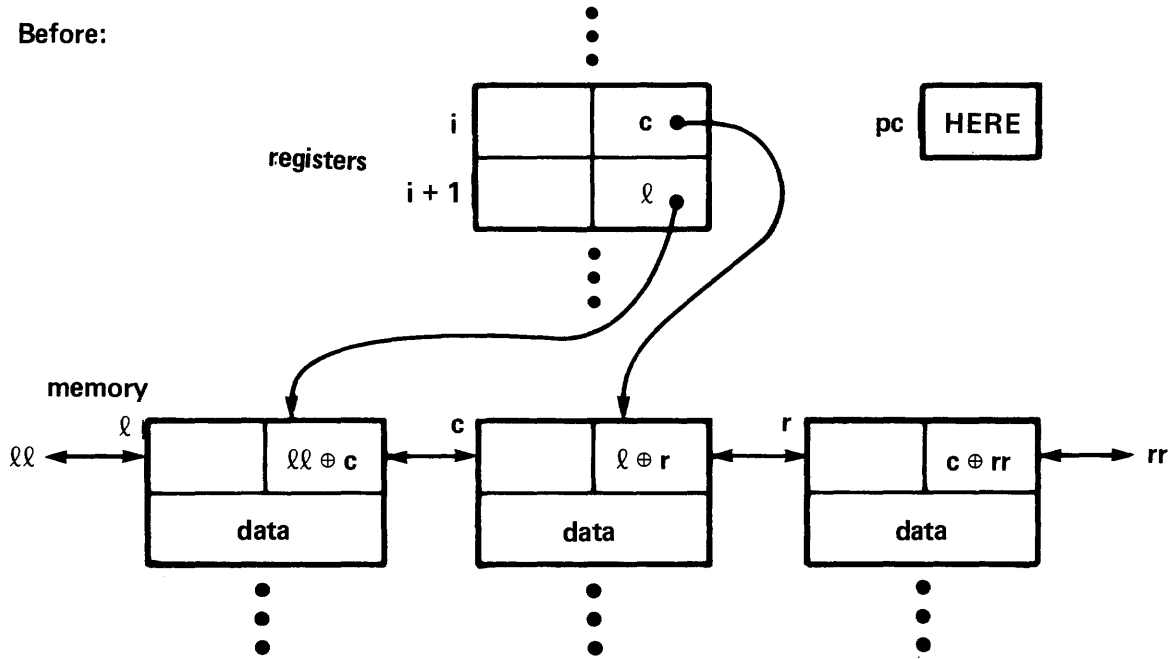 Before:
i
c
pc
HERE
registers
i + 1
ℓ
memory
ℓ
c
r
ℓℓ
ℓℓ ⊕ c
ℓ ⊕ r
c ⊕ rr
rr
data
data
data